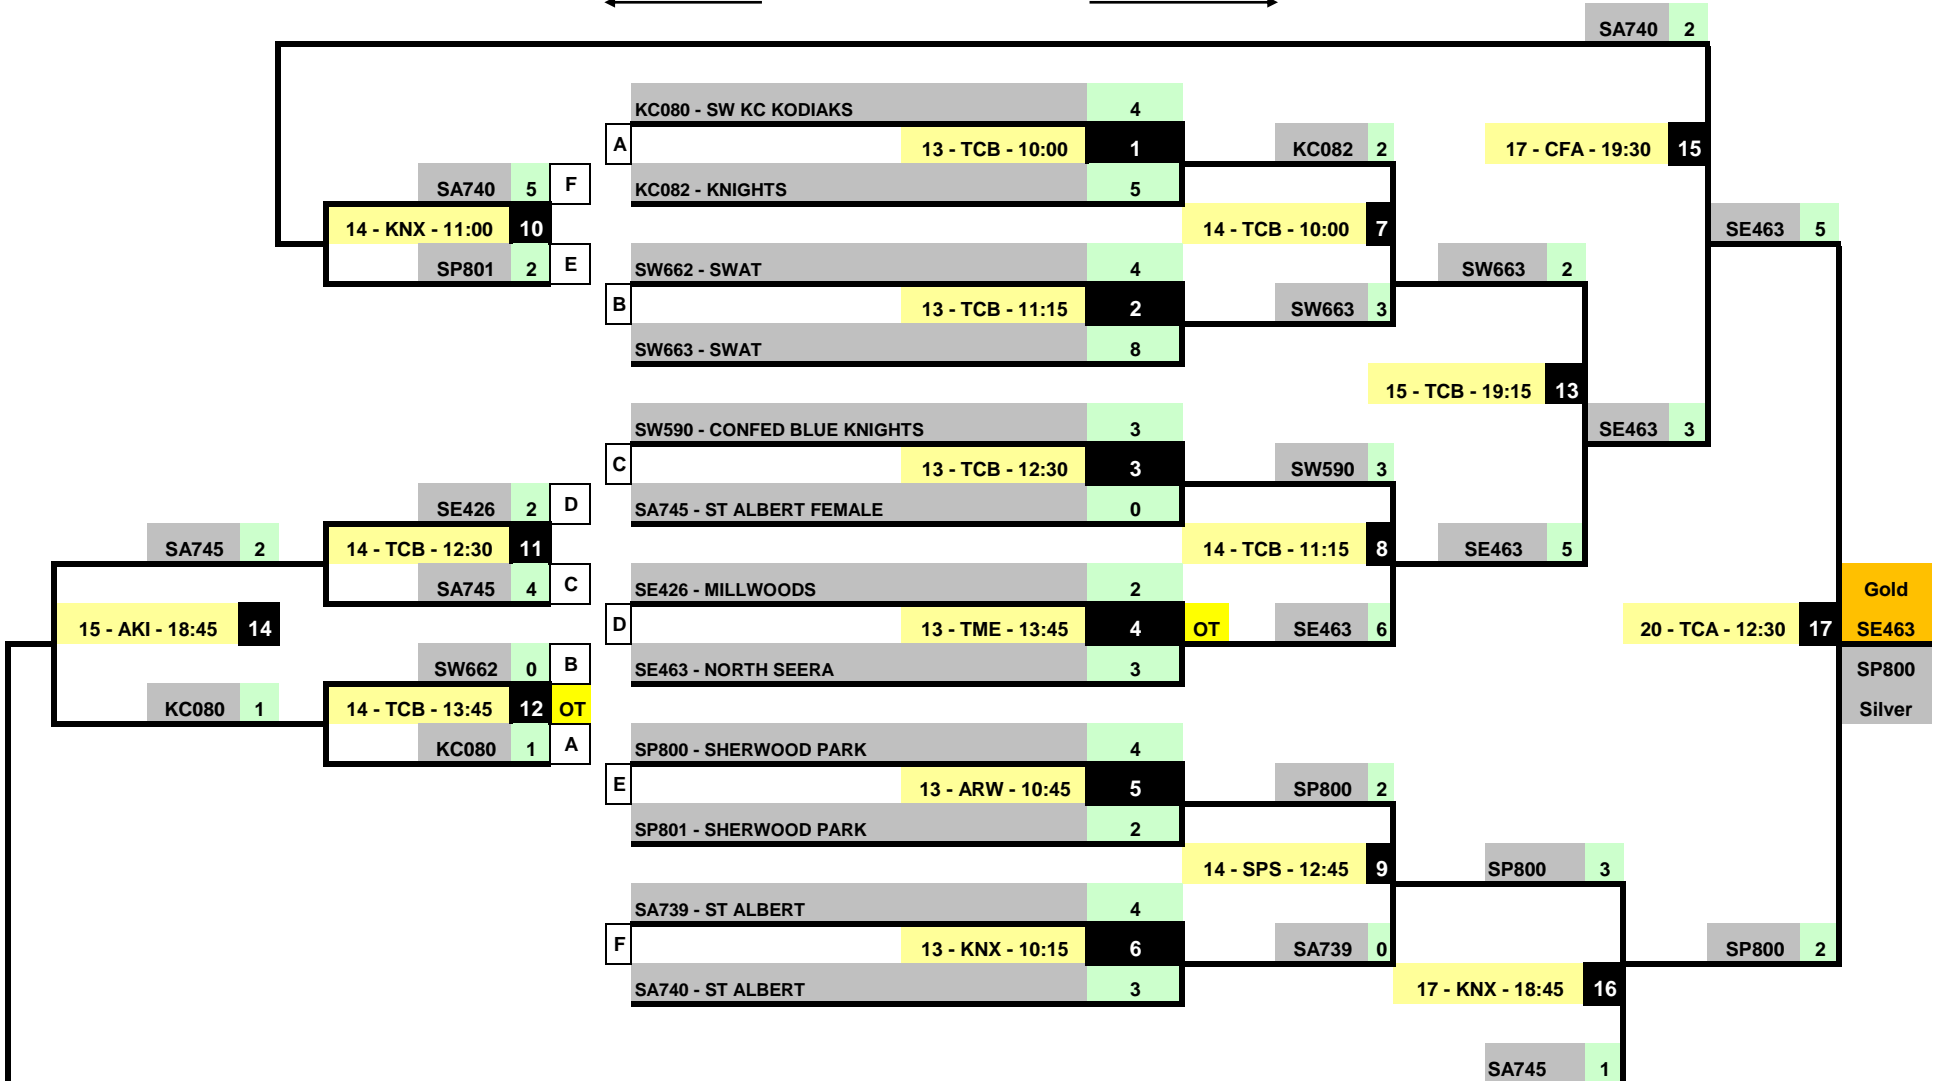 SA740 2
KC080 - SW KC KODIAKS 4
A 13 - TCB - 10:00 1 KC082 2 17 - CFA - 19:30 15
SA740 5 F KC082 - KNIGHTS 5
14 - KNX - 11:00 10 14 - TCB - 10:00 7 SE463 5
SP801 2 E SW662 - SWAT 4 SW663 2
B 13 - TCB - 11:15 2 SW663 3
SW663 - SWAT 8
15 - TCB - 19:15 13
SW590 - CONFED BLUE KNIGHTS 3 SE463 3
C 13 - TCB - 12:30 3 SW590 3
SE426 2 D SA745 - ST ALBERT FEMALE 0
SA745 2 14 - TCB - 12:30 11 14 - TCB - 11:15 8 SE463 5
SA745 4 C SE426 - MILLWOODS 2 Gold
15 - AKI - 18:45 14 D 13 - TME - 13:45 4 OT SE463 6 20 - TCA - 12:30 17 SE463
SW662 0 B SE463 - NORTH SEERA 3 SP800
KC080 1 14 - TCB - 13:45 12 OT Silver
KC080 1 A SP800 - SHERWOOD PARK 4
E 13 - ARW - 10:45 5 SP800 2
SP801 - SHERWOOD PARK 2
14 - SPS - 12:45 9 SP800 3
SA739 - ST ALBERT 4
F 13 - KNX - 10:15 6 SA739 0 SP800 2
SA740 - ST ALBERT 3 17 - KNX - 18:45 16
SA745 1